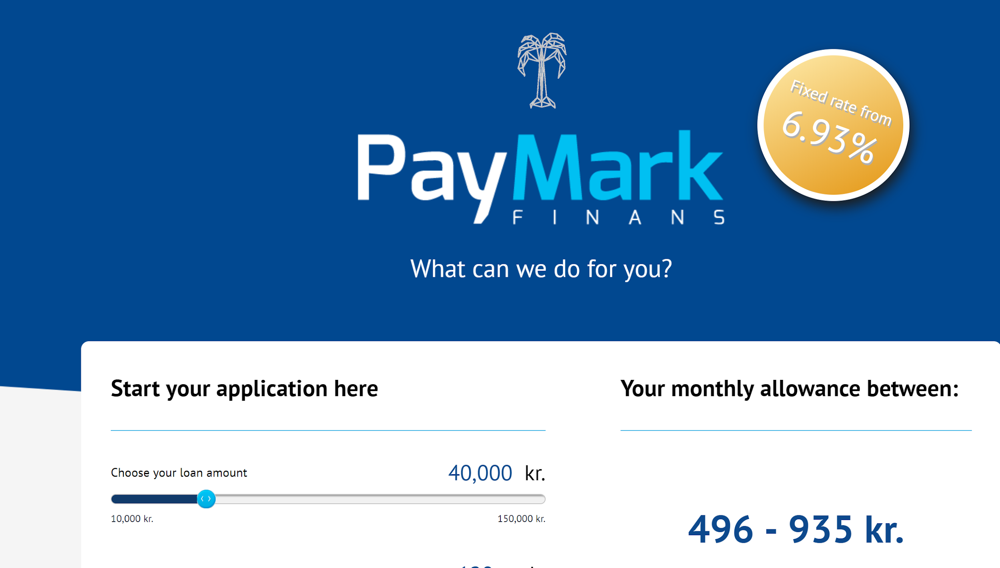 Fixed rate from
6.93%
PayMark
FINANS
What can we do for you?
Start your application here
Your monthly allowance between:
Choose your loan amount
40,000 kr.
10,000 kr.
150,000 kr.
496 - 935 kr.